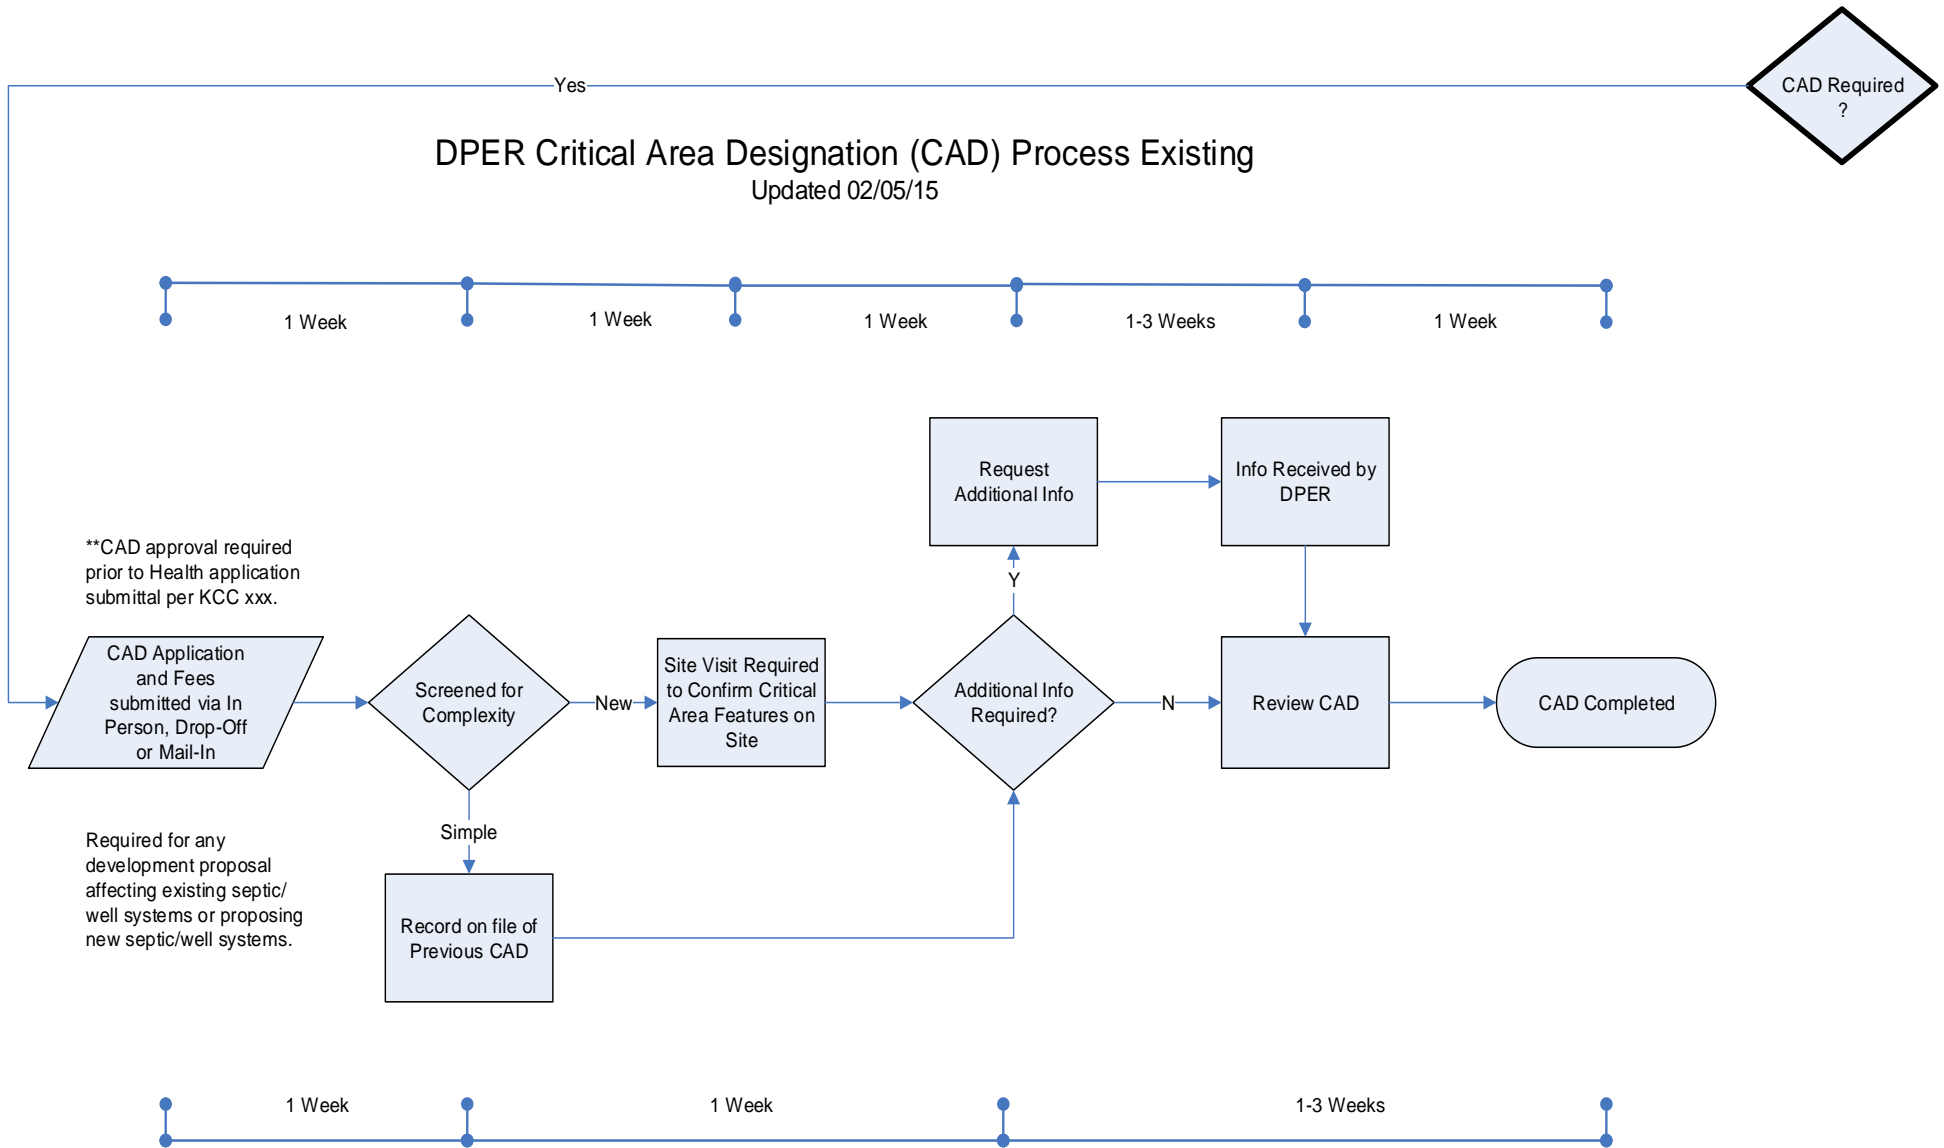 CAD Required
?
Yes
DPER Critical Area Designation (CAD) Process Existing
Updated 02/05/15
1 Week
1 Week
1 Week
1-3 Weeks
1 Week
Request
Additional Info
Info Received by
DPER
Y
**CAD approval required
prior to Health application
submittal per KCC xxx.
CAD Application
and Fees
submitted via In
Person, Drop-Off
or Mail-In
Screened for
Complexity
New
Site Visit Required
to Confirm Critical
Area Features on
Site
Additional Info
Required?
N
Review CAD
CAD Completed
Simple
Required for any
development proposal
affecting existing septic/
well systems or proposing
new septic/well systems.
Record on file of
Previous CAD
1 Week
1 Week
1-3 Weeks